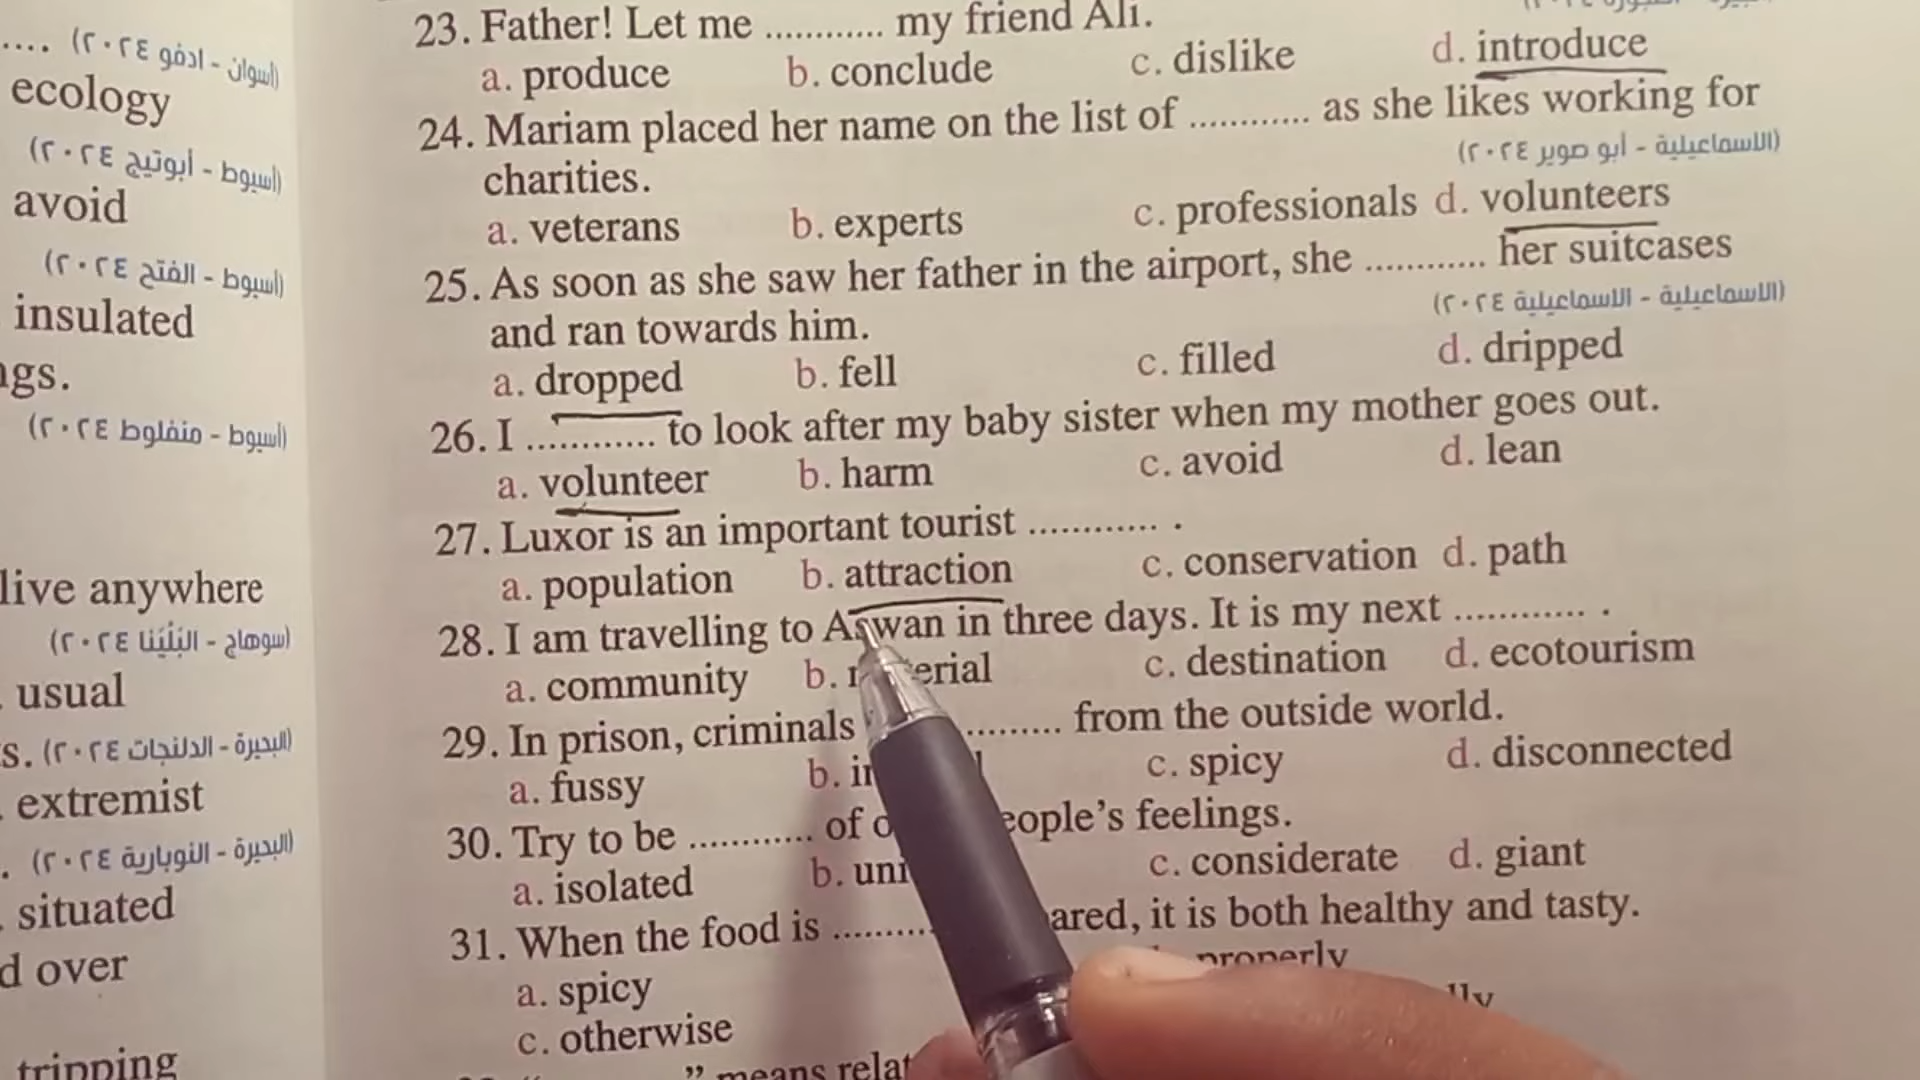 .... (أسوان - ادفو ٢٠٢٤)
ecology
(أسيوط - أبوتيج ٢٠٢٤)
avoid
(أسيوط - الفتح ٢٠٢٤)
insulated
gs.
(أسيوط - منفلوط ٢٠٢٤)
live anywhere
(سوهاج - البَلْيَنا ٢٠٢٤)
. usual
s. (البحيرة - الدلنجات ٢٠٢٤)
. extremist
. (البحيرة - النوبارية ٢٠٢٤)
. situated
d over
tripping
23. Father! Let me ............ my friend Ali.
a. produce b. conclude c. dislike d. introduce
24. Mariam placed her name on the list of ............ as she likes working for
charities. (الاسماعيلية - أبو صوير ٢٠٢٤)
a. veterans b. experts c. professionals d. volunteers
25. As soon as she saw her father in the airport, she ............ her suitcases
and ran towards him. (الاسماعيلية - الاسماعيلية ٢٠٢٤)
a. dropped b. fell c. filled d. dripped
26. I ............ to look after my baby sister when my mother goes out.
a. volunteer b. harm c. avoid d. lean
27. Luxor is an important tourist ............ .
a. population b. attraction c. conservation d. path
28. I am travelling to Aswan in three days. It is my next ............ .
a. community b. c. destination d. ecotourism
29. In prison, criminals ......... from the outside world.
a. fussy b. c. spicy d. disconnected
30. Try to be ............ of people's feelings.
a. isolated b. c. considerate d. giant
31. When the food is ......... , it is both healthy and tasty.
a. spicy properly
c. otherwise
" means